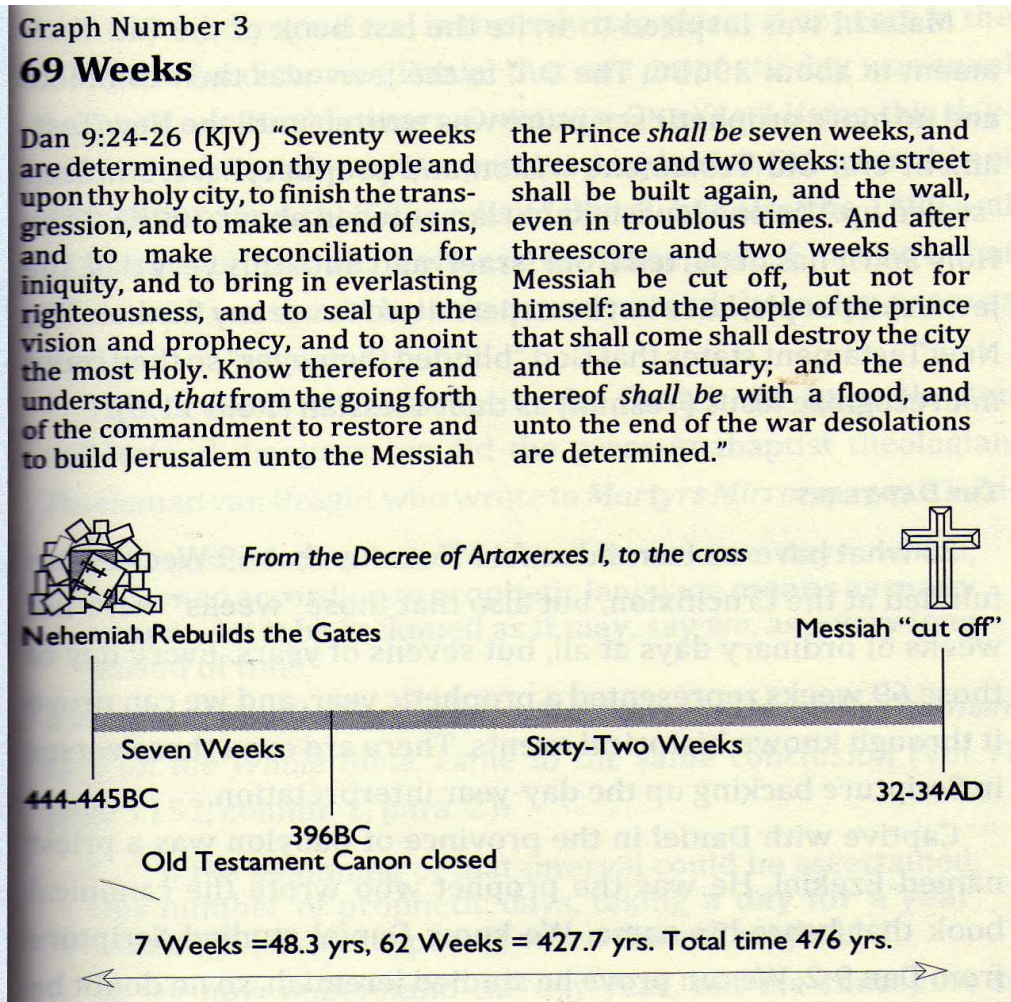 Graph Number 3
69 Weeks
Dan 9:24-26 (KJV) “Seventy weeks
are determined upon thy people and
upon thy holy city, to finish the trans-
gression, and to make an end of sins,
and to make reconciliation for
iniquity, and to bring in everlasting
righteousness, and to seal up the
vision and prophecy, and to anoint
the most Holy. Know therefore and
understand, that from the going forth
of the commandment to restore and
to build Jerusalem unto the Messiah
the Prince shall be seven weeks, and
threescore and two weeks: the street
shall be built again, and the wall,
even in troublous times. And after
threescore and two weeks shall
Messiah be cut off, but not for
himself: and the people of the prince
that shall come shall destroy the city
and the sanctuary; and the end
thereof shall be with a flood, and
unto the end of the war desolations
are determined.”
From the Decree of Artaxerxes I, to the cross
Nehemiah Rebuilds the Gates
Messiah “cut off”
Seven Weeks
Sixty-Two Weeks
444-445BC
32-34AD
396BC
Old Testament Canon closed
7 Weeks =48.3 yrs, 62 Weeks = 427.7 yrs. Total time 476 yrs.